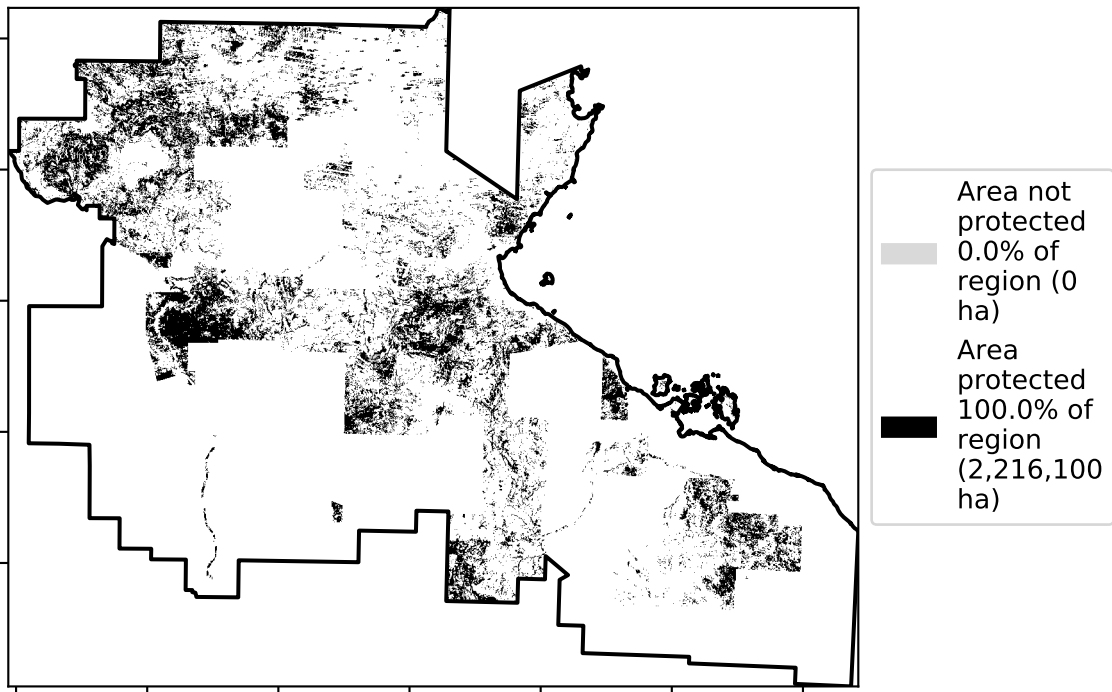 Area not
protected
0.0% of
region (0
ha)
Area
protected
100.0% of
region
(2,216,100
ha)